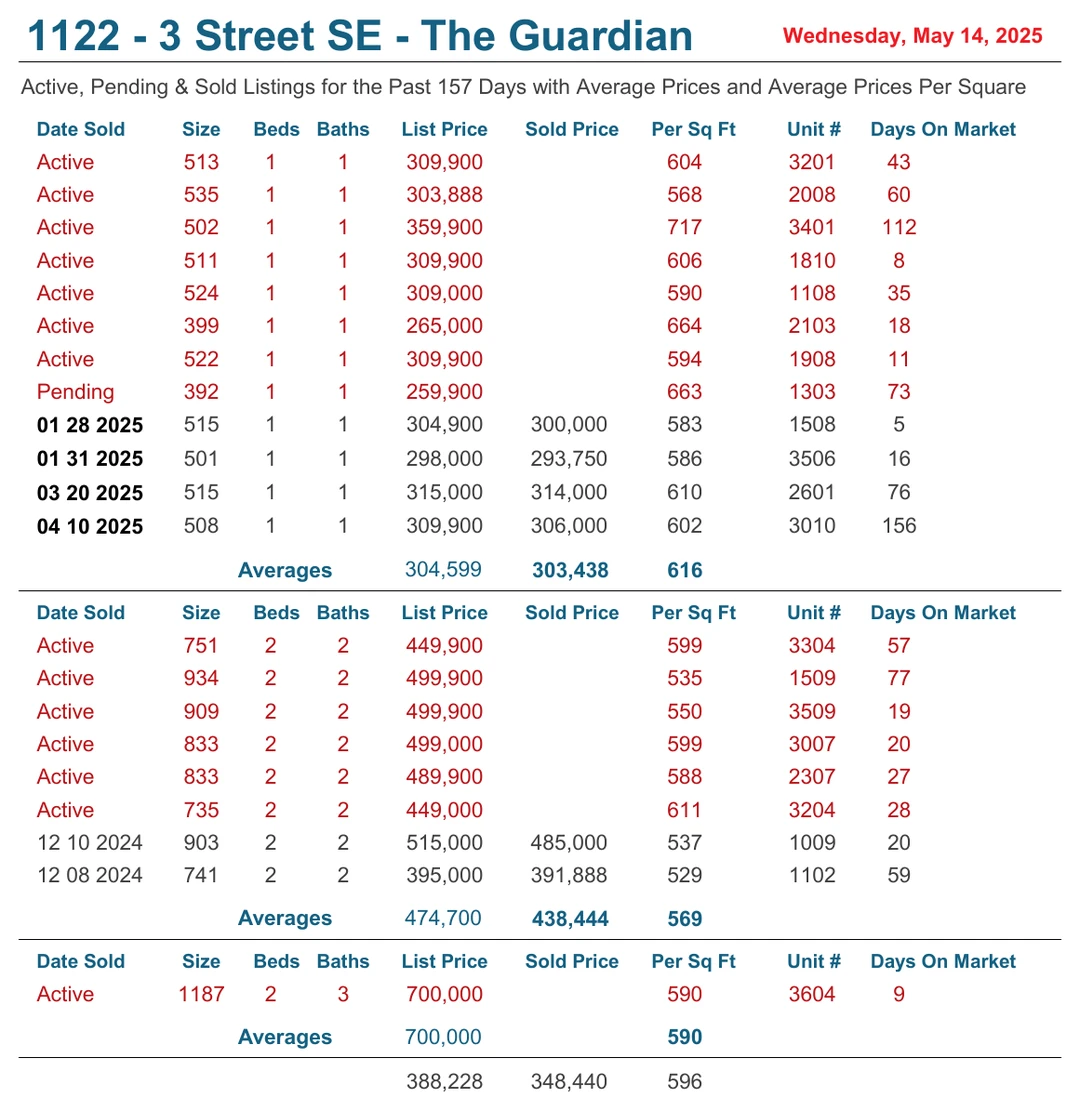 1122 - 3 Street SE - The Guardian Wednesday, May 14, 2025
Active, Pending & Sold Listings for the Past 157 Days with Average Prices and Average Prices Per Square
Date Sold Size Beds Baths List Price Sold Price Per Sq Ft Unit # Days On Market
Active 513 1 1 309,900 604 3201 43
Active 535 1 1 303,888 568 2008 60
Active 502 1 1 359,900 717 3401 112
Active 511 1 1 309,900 606 1810 8
Active 524 1 1 309,000 590 1108 35
Active 399 1 1 265,000 664 2103 18
Active 522 1 1 309,900 594 1908 11
Pending 392 1 1 259,900 663 1303 73
01 28 2025 515 1 1 304,900 300,000 583 1508 5
01 31 2025 501 1 1 298,000 293,750 586 3506 16
03 20 2025 515 1 1 315,000 314,000 610 2601 76
04 10 2025 508 1 1 309,900 306,000 602 3010 156
Averages 304,599 303,438 616
Date Sold Size Beds Baths List Price Sold Price Per Sq Ft Unit # Days On Market
Active 751 2 2 449,900 599 3304 57
Active 934 2 2 499,900 535 1509 77
Active 909 2 2 499,900 550 3509 19
Active 833 2 2 499,000 599 3007 20
Active 833 2 2 489,900 588 2307 27
Active 735 2 2 449,000 611 3204 28
12 10 2024 903 2 2 515,000 485,000 537 1009 20
12 08 2024 741 2 2 395,000 391,888 529 1102 59
Averages 474,700 438,444 569
Date Sold Size Beds Baths List Price Sold Price Per Sq Ft Unit # Days On Market
Active 1187 2 3 700,000 590 3604 9
Averages 700,000 590
388,228 348,440 596